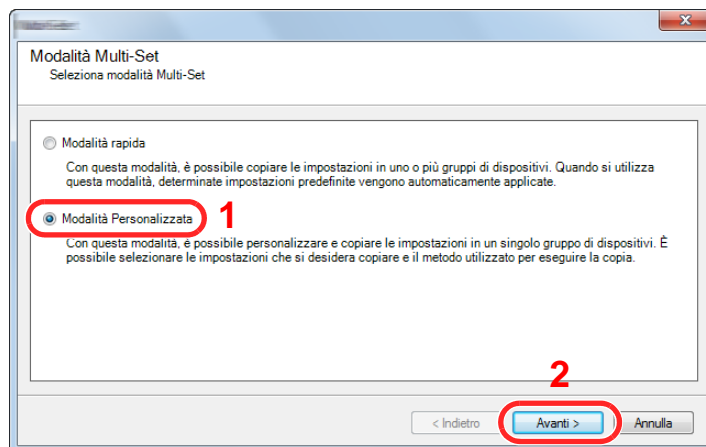 Modalità Multi-Set
Seleziona modalità Multi-Set
Modalità rapida
Con questa modalità, è possibile copiare le impostazioni in uno o più gruppi di dispositivi. Quando si utilizza
questa modalità, determinate impostazioni predefinite vengono automaticamente applicate.
Modalità Personalizzata
1
Con questa modalità, è possibile personalizzare e copiare le impostazioni in un singolo gruppo di dispositivi. È
possibile selezionare le impostazioni che si desidera copiare e il metodo utilizzato per eseguire la copia.
2
< Indietro
Avanti >
Annulla